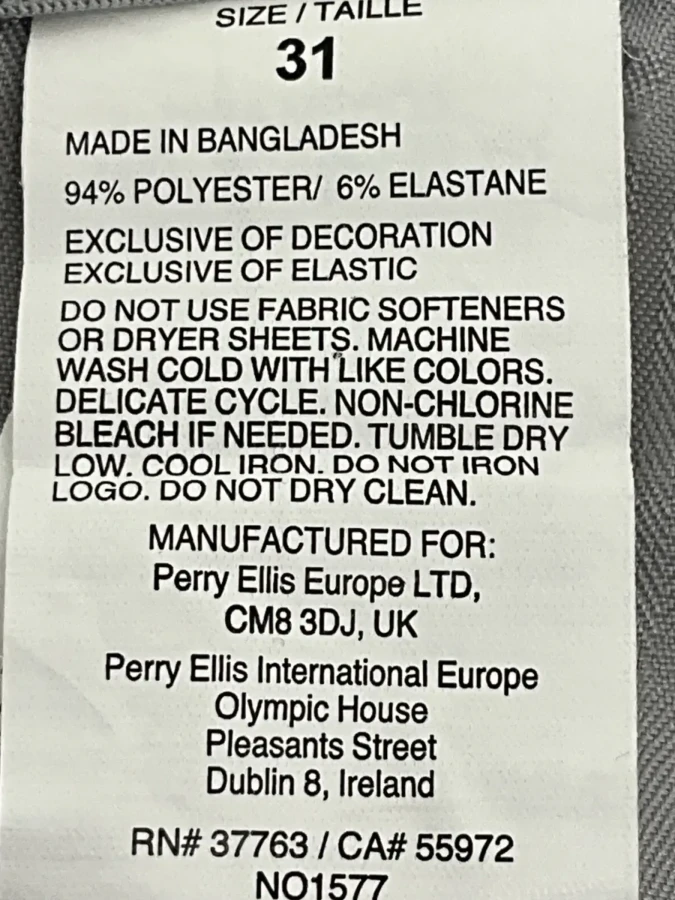 SIZE / TAILLE
31
MADE IN BANGLADESH
94% POLYESTER/ 6% ELASTANE
EXCLUSIVE OF DECORATION
EXCLUSIVE OF ELASTIC
DO NOT USE FABRIC SOFTENERS
OR DRYER SHEETS. MACHINE
WASH COLD WITH LIKE COLORS.
DELICATE CYCLE. NON-CHLORINE
BLEACH IF NEEDED. TUMBLE DRY
LOW. COOL IRON. DO NOT IRON
LOGO. DO NOT DRY CLEAN.
MANUFACTURED FOR:
Perry Ellis Europe LTD,
CM8 3DJ, UK
Perry Ellis International Europe
Olympic House
Pleasants Street
Dublin 8, Ireland
RN# 37763 / CA# 55972
NO1577